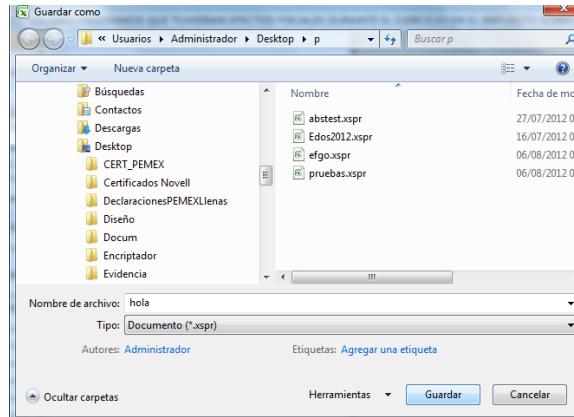 Guardar como
« Usuarios ▸ Administrador ▸ Desktop ▸ p
Buscar p
Organizar
Nueva carpeta
Búsquedas
Contactos
Descargas
Desktop
CERT_PEMEX
Certificados Novell
DeclaracionesPEMEXLlenas
Diseño
Docum
Encriptador
Evidencia
Nombre
Fecha de mo
abstest.xspr
27/07/2012 0
Edos2012.xspr
16/07/2012 0
efgo.xspr
06/08/2012 0
pruebas.xspr
06/08/2012 0
Nombre de archivo: hola
Tipo: Documento (*.xspr)
Autores: Administrador
Etiquetas: Agregar una etiqueta
Ocultar carpetas
Herramientas
Guardar
Cancelar